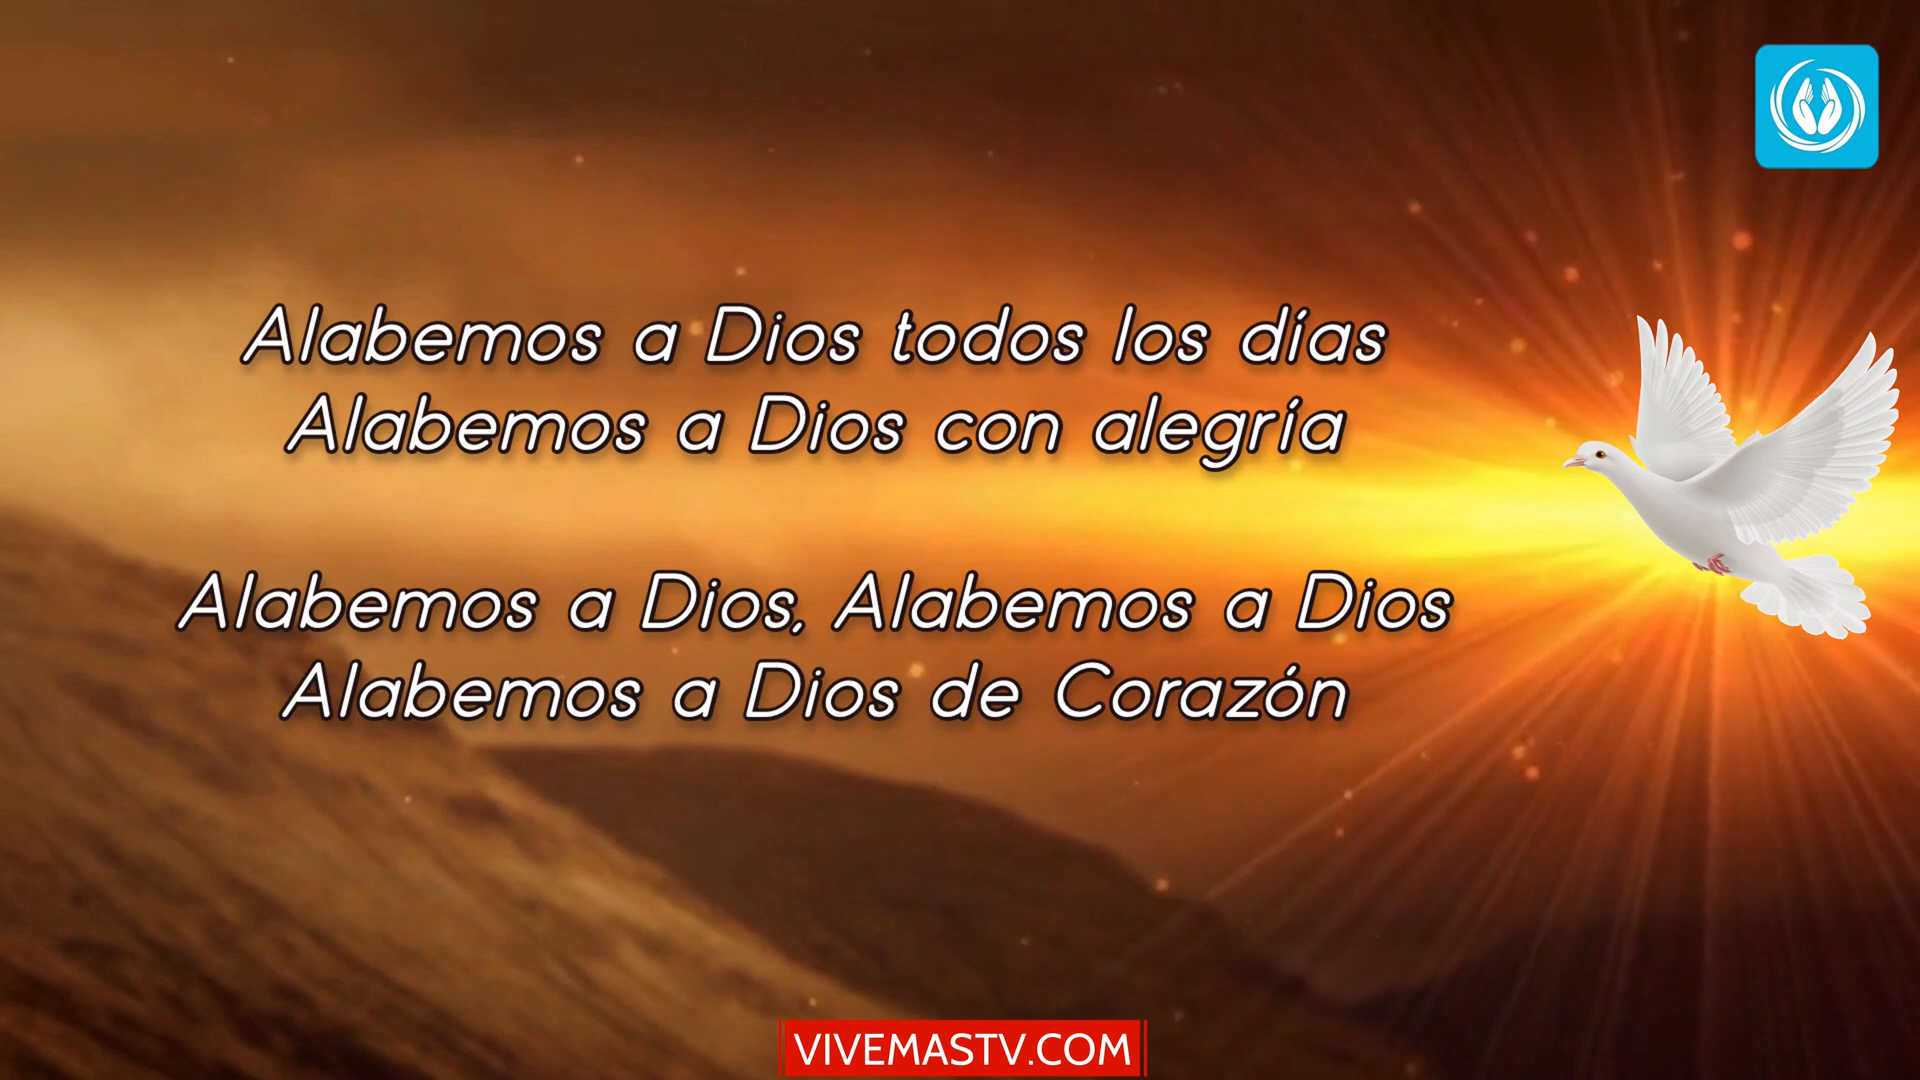 Alabemos a Dios todos los días
Alabemos a Dios con alegría
Alabemos a Dios, Alabemos a Dios
Alabemos a Dios de Corazón
VIVEMASTV.COM